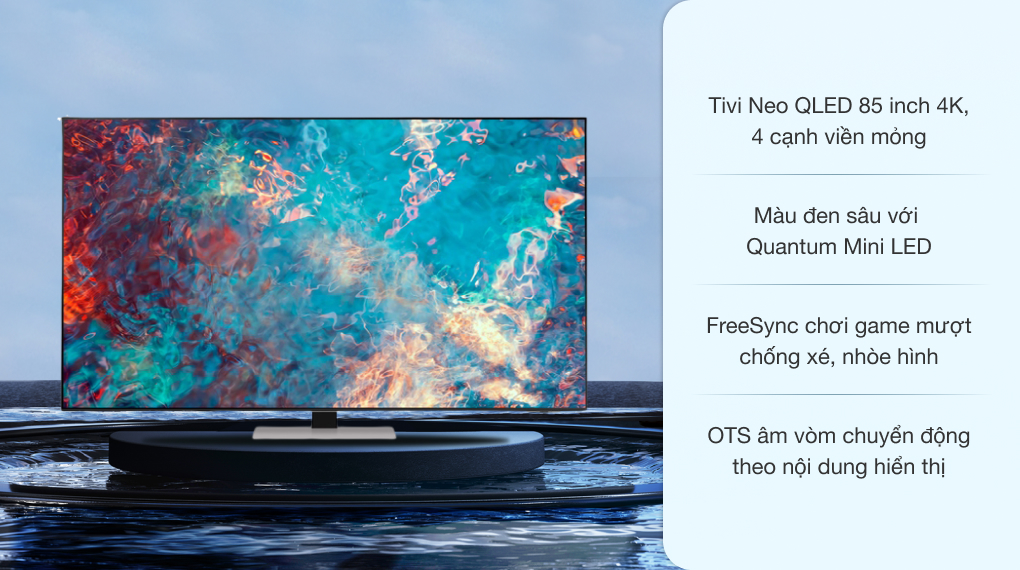 Tivi Neo QLED 85 inch 4K,
4 cạnh viền mỏng
Màu đen sâu với
Quantum Mini LED
FreeSync chơi game mượt
chống xé, nhòe hình
OTS âm vòm chuyển động
theo nội dung hiển thị